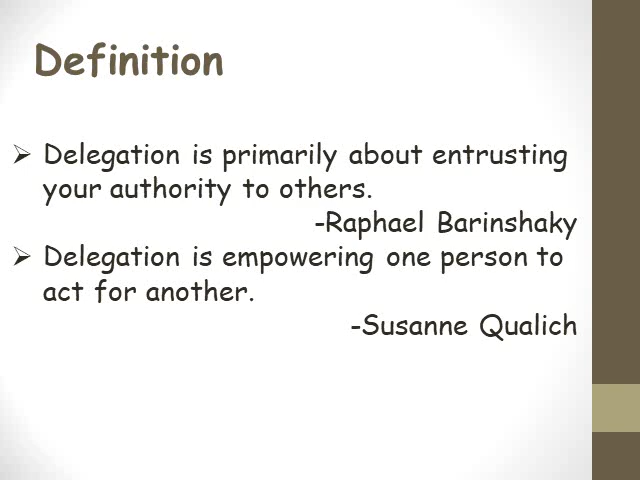 Definition
➢ Delegation is primarily about entrusting
your authority to others.
-Raphael Barinshaky
➢ Delegation is empowering one person to
act for another.
-Susanne Qualich